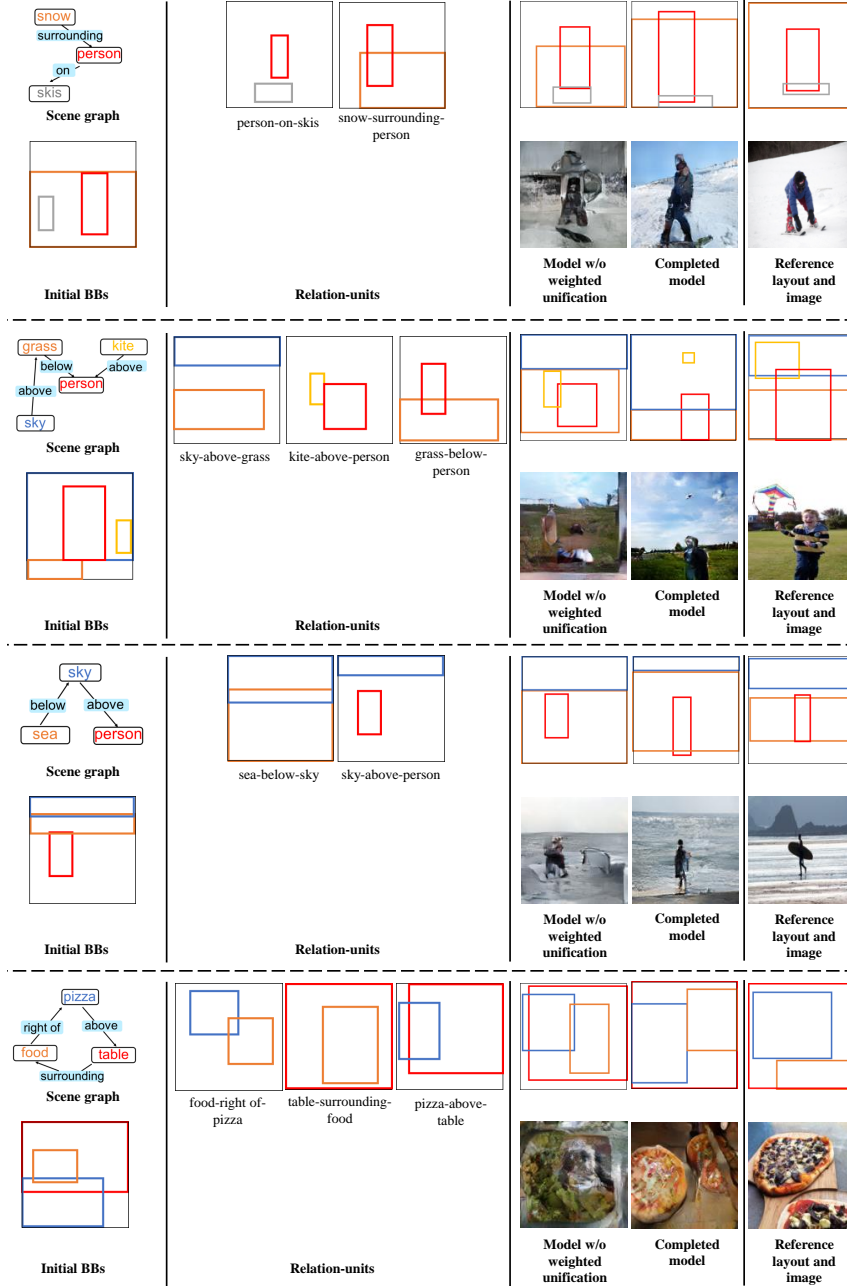 snow
surrounding
person
on
skis
Scene graph
Initial BBs
person-on-skis
snow-surrounding-
person
Relation-units
Model w/o
weighted
unification
Completed
model
Reference
layout and
image
grass
kite
below
above
person
above
sky
Scene graph
Initial BBs
sky-above-grass
kite-above-person
grass-below-
person
Relation-units
Model w/o
weighted
unification
Completed
model
Reference
layout and
image
sky
below
above
sea
person
Scene graph
Initial BBs
sea-below-sky
sky-above-person
Relation-units
Model w/o
weighted
unification
Completed
model
Reference
layout and
image
pizza
right of
above
food
table
surrounding
Scene graph
Initial BBs
food-right of-
pizza
table-surrounding-
food
pizza-above-
table
Relation-units
Model w/o
weighted
unification
Completed
model
Reference
layout and
image